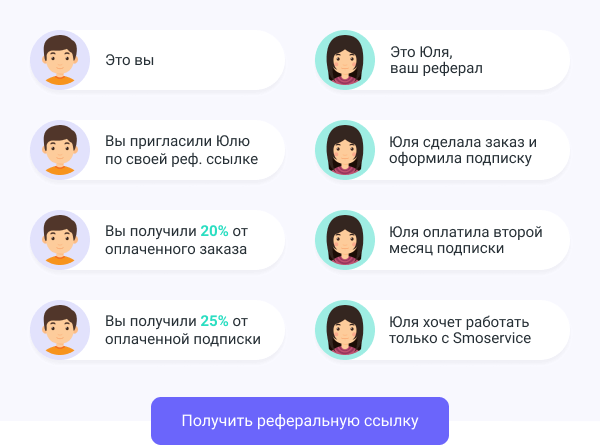 Это вы
Это Юля,
ваш реферал
Вы пригласили Юлю
по своей реф. ссылке
Юля сделала заказ и
оформила подписку
Вы получили 20% от
оплаченного заказа
Юля оплатила второй
месяц подписки
Вы получили 25% от
оплаченной подписки
Юля хочет работать
только с Smoservice
Получить реферальную ссылку